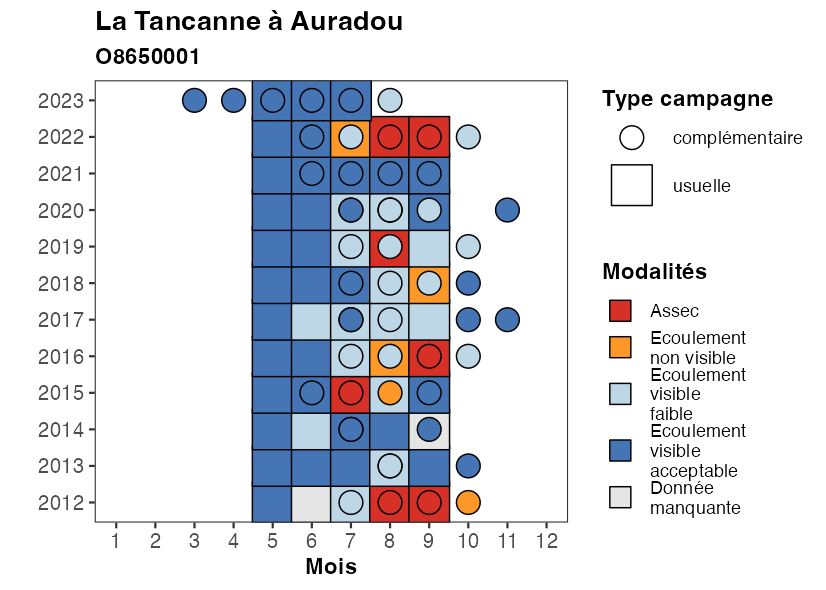 La Tancanne à Auradou
O8650001
2023
2022
2021
2020
2019
2018
2017
2016
2015
2014
2013
2012
1 2 3 4 5 6 7 8 9 10 11 12
Mois
Type campagne
complémentaire
usuelle
Modalités
Assec
Ecoulement
non visible
Ecoulement
visible
faible
Ecoulement
visible
acceptable
Donnée
manquante